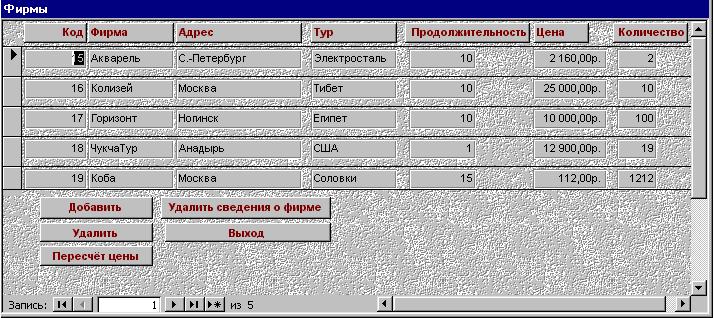 Фирмы
Код Фирма Адрес Тур Продолжительность Цена Количество
15 Акварель С.-Петербург Электросталь 10 2 160,00р. 2
16 Колизей Москва Тибет 10 25 000,00р. 10
17 Горизонт Ногинск Египет 10 10 000,00р. 100
18 ЧукчаТур Анадырь США 1 12 900,00р. 19
19 Коба Москва Соловки 15 112,00р. 1212
Добавить Удалить сведения о фирме
Удалить Выход
Пересчёт цены
Запись: 1 из 5